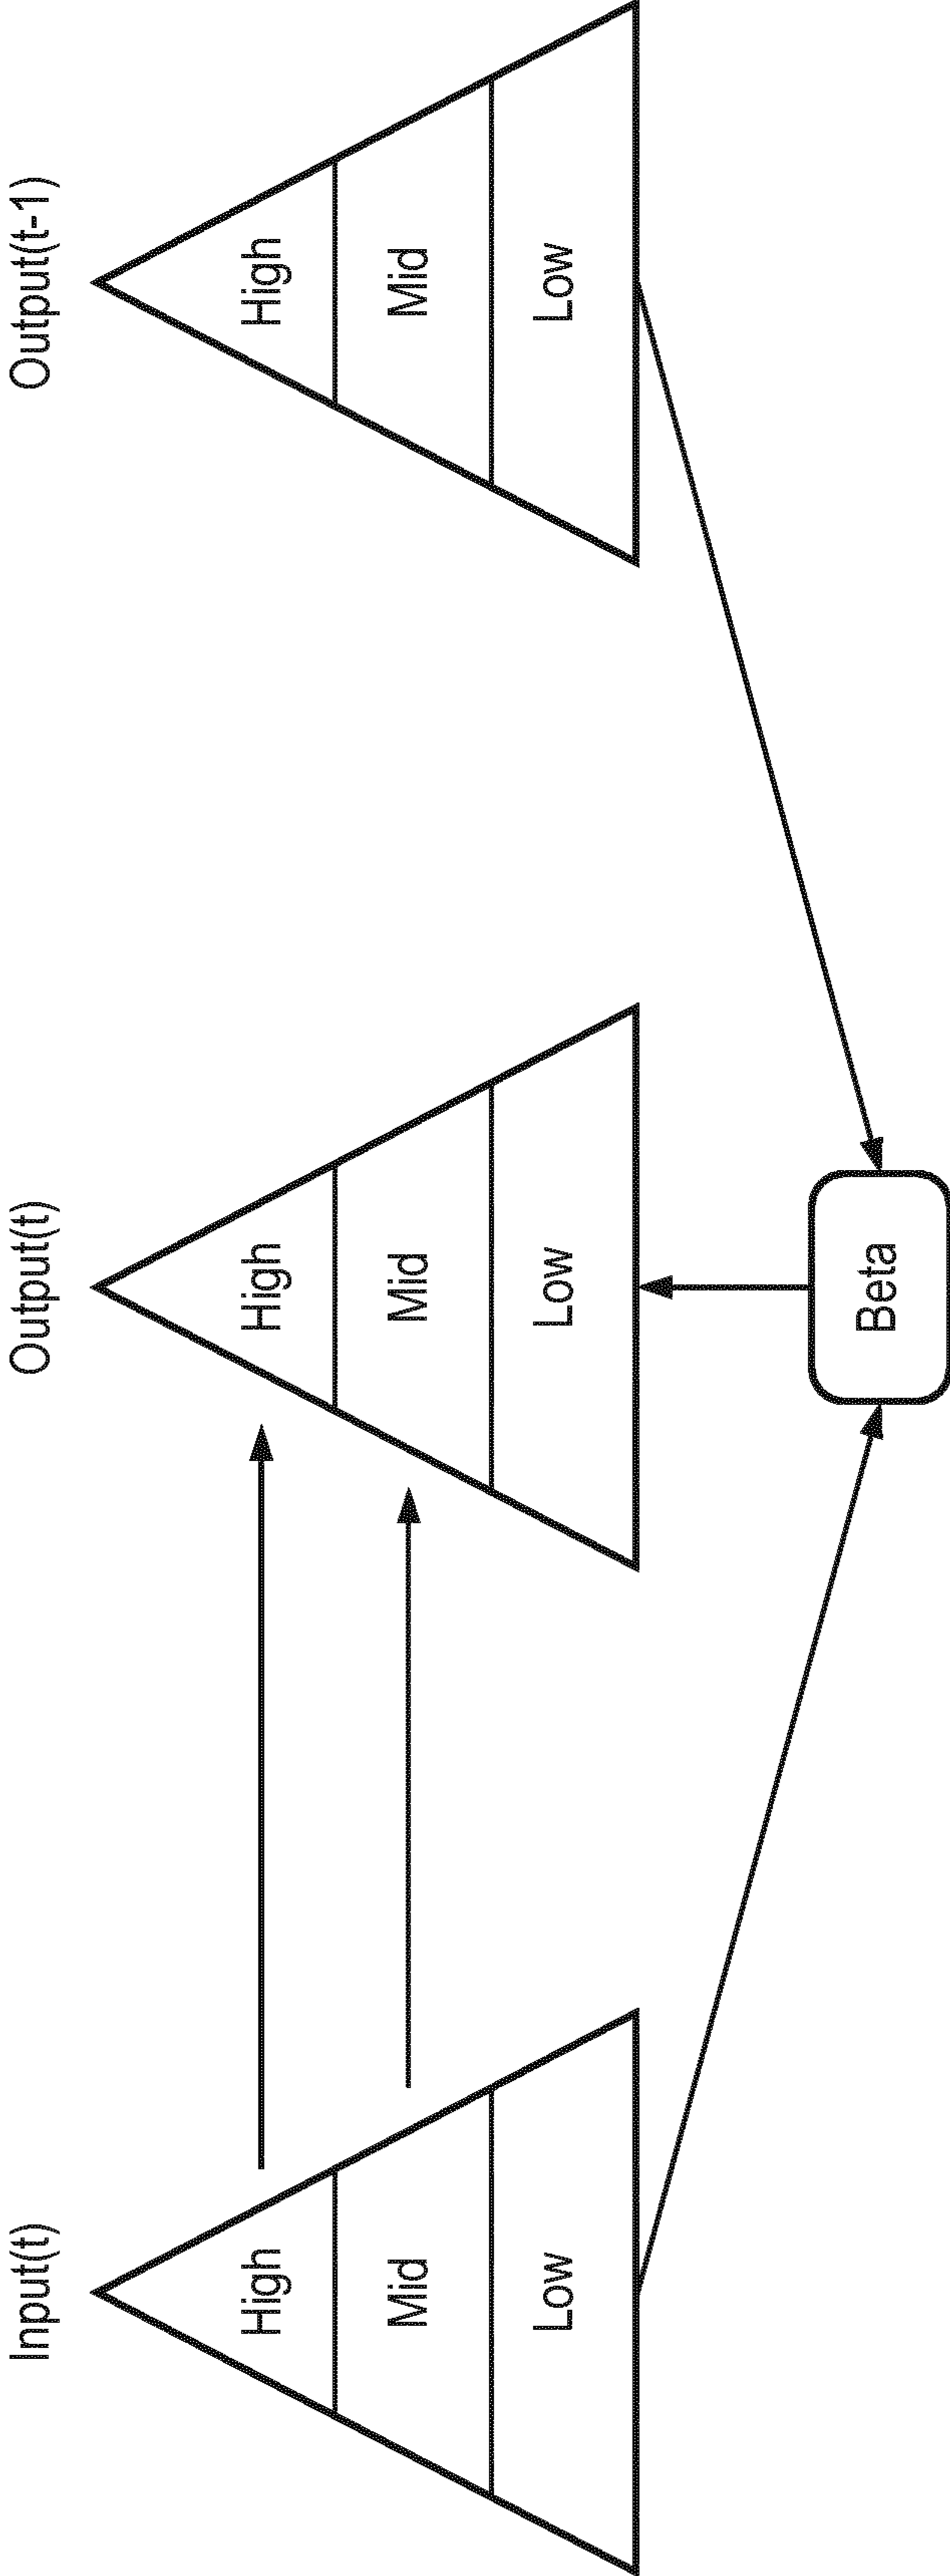 Input(t)
Output(t)
Output(t-1)
High
High
High
Mid
Mid
Mid
Low
Low
Low
Beta